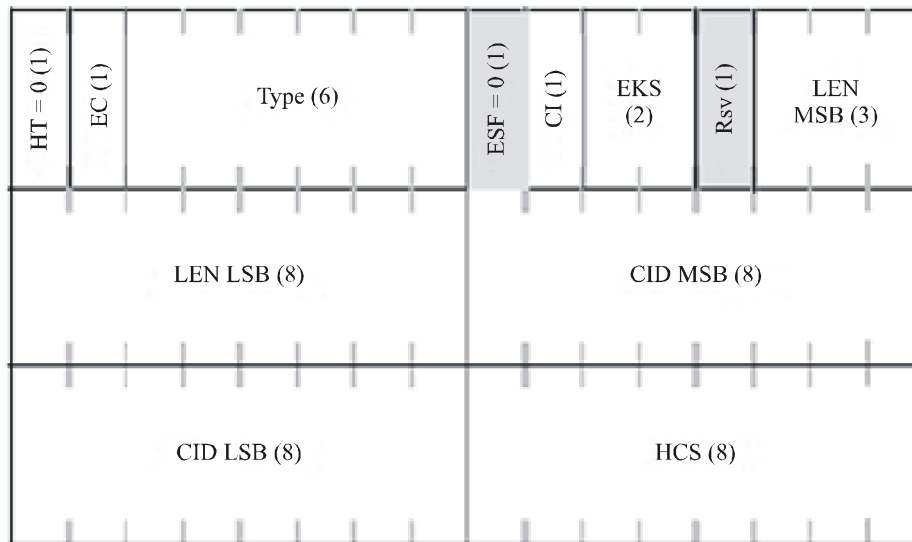 HT = 0 (1)
EC (1)
Type (6)
ESF = 0 (1)
CI (1)
EKS
(2)
Rsv (1)
LEN
MSB (3)
LEN LSB (8)
CID MSB (8)
CID LSB (8)
HCS (8)